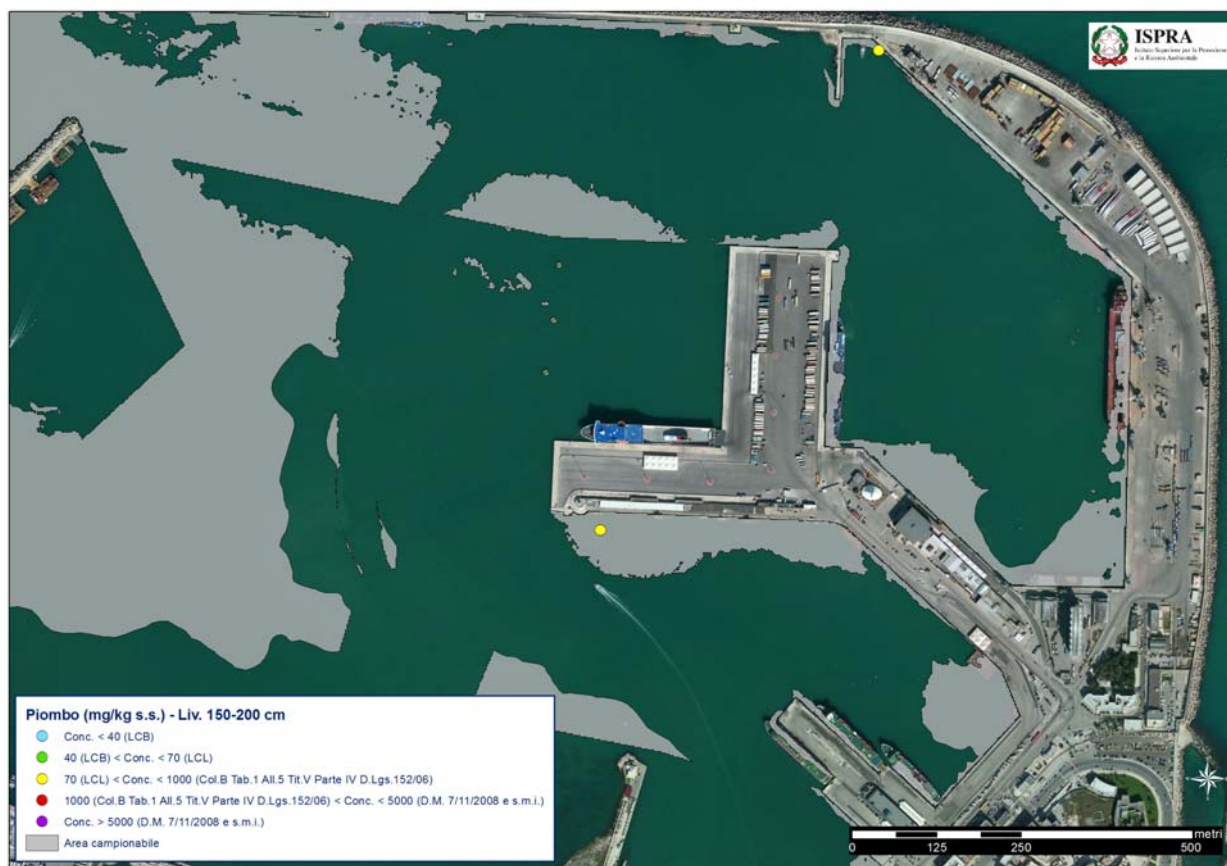 ISPRA
Istituto Superiore per la Protezione
e la Ricerca Ambientale
Piombo (mg/kg s.s.) - Liv. 150-200 cm
Conc. < 40 (LCB)
40 (LCB) < Conc. < 70 (LCL)
70 (LCL) < Conc. < 1000 (Col.B Tab.1 All.5 Tit.V Parte IV D.Lgs.152/06)
1000 (Col.B Tab.1 All.5 Tit.V Parte IV D.Lgs.152/06) < Conc. < 5000 (D.M. 7/11/2008 e s.m.i.)
Conc. > 5000 (D.M. 7/11/2008 e s.m.i.)
Area campionabile
metri
0 125 250 500